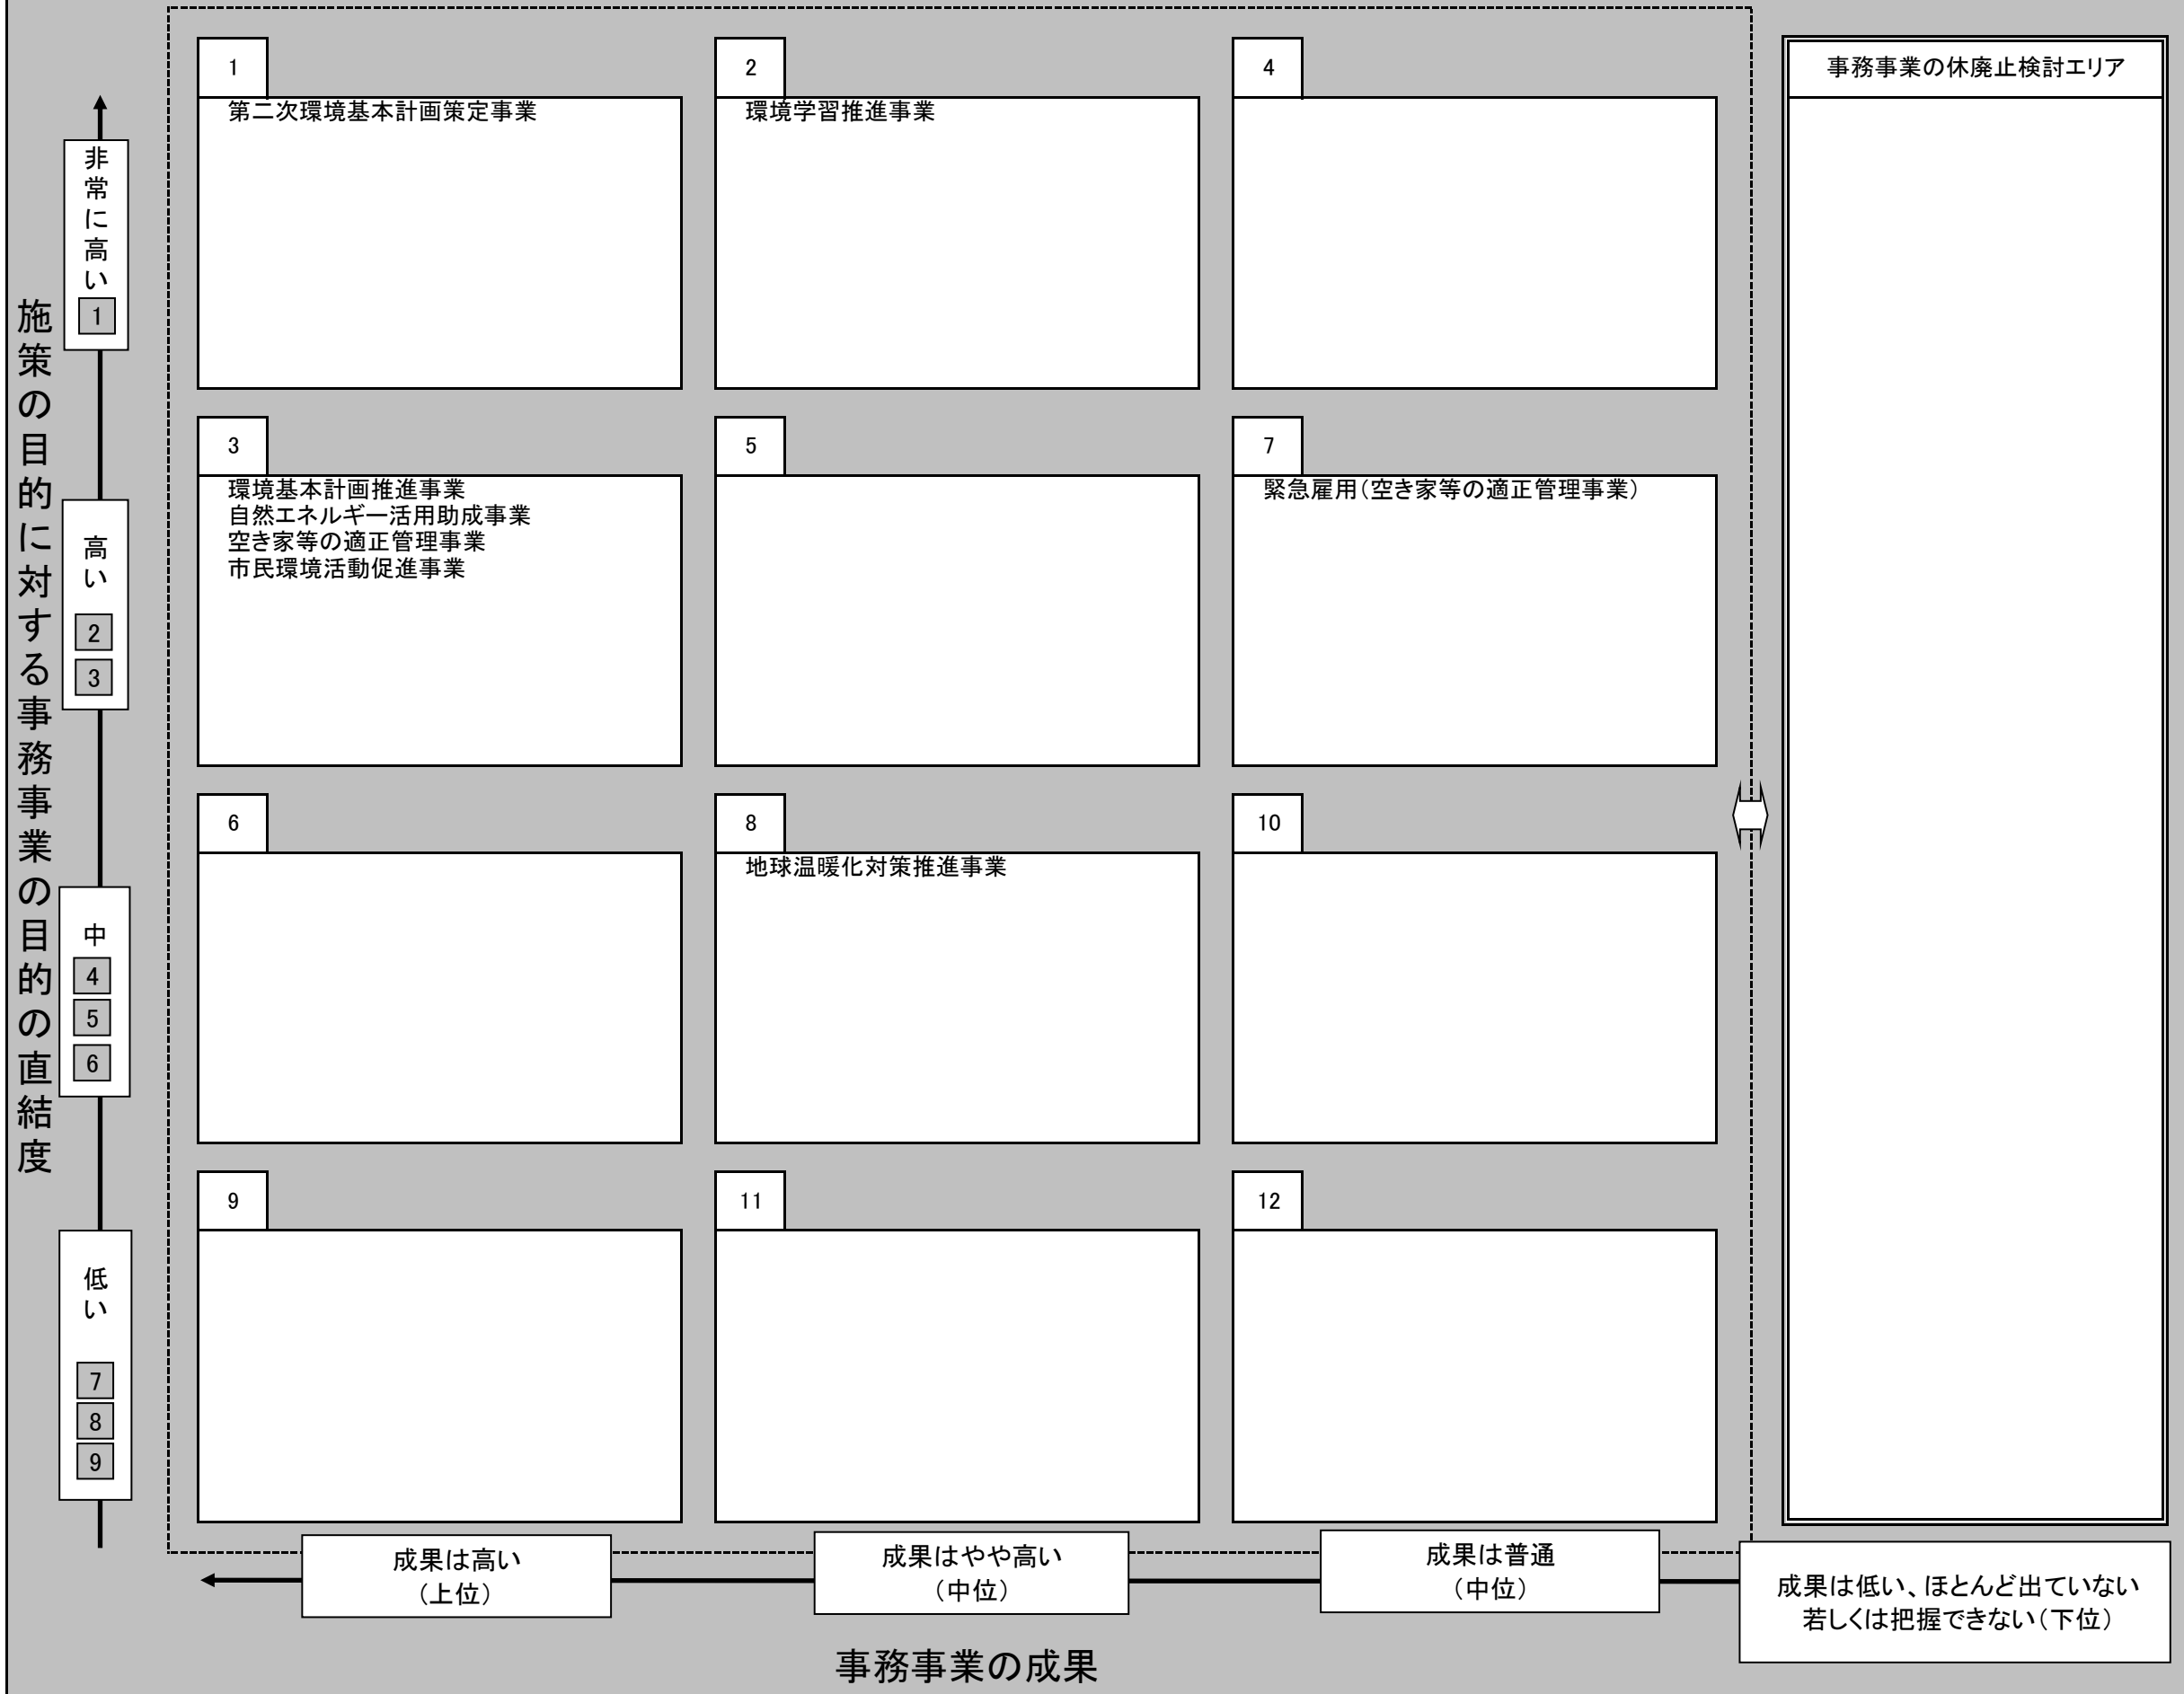 施策の目的に対する事務事業の目的の直結度
非常に高い
1
高い
2
3
中
4
5
6
低い
7
8
9
1
第二次環境基本計画策定事業
2
環境学習推進事業
4
3
環境基本計画推進事業
自然エネルギー活用助成事業
空き家等の適正管理事業
市民環境活動促進事業
5
7
緊急雇用（空き家等の適正管理事業）
6
8
地球温暖化対策推進事業
10
9
11
12
事務事業の休廃止検討エリア
成果は高い
（上位）
成果はやや高い
（中位）
成果は普通
（中位）
成果は低い、ほとんど出ていない
若しくは把握できない（下位）
事務事業の成果